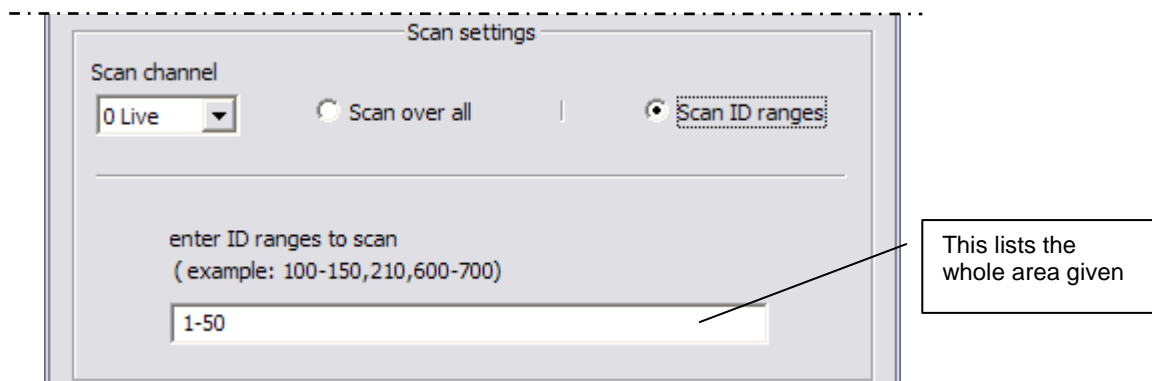 Scan settings
Scan channel
0 Live
Scan over all
Scan ID ranges
enter ID ranges to scan
( example: 100-150,210,600-700)
1-50
This lists the
whole area given